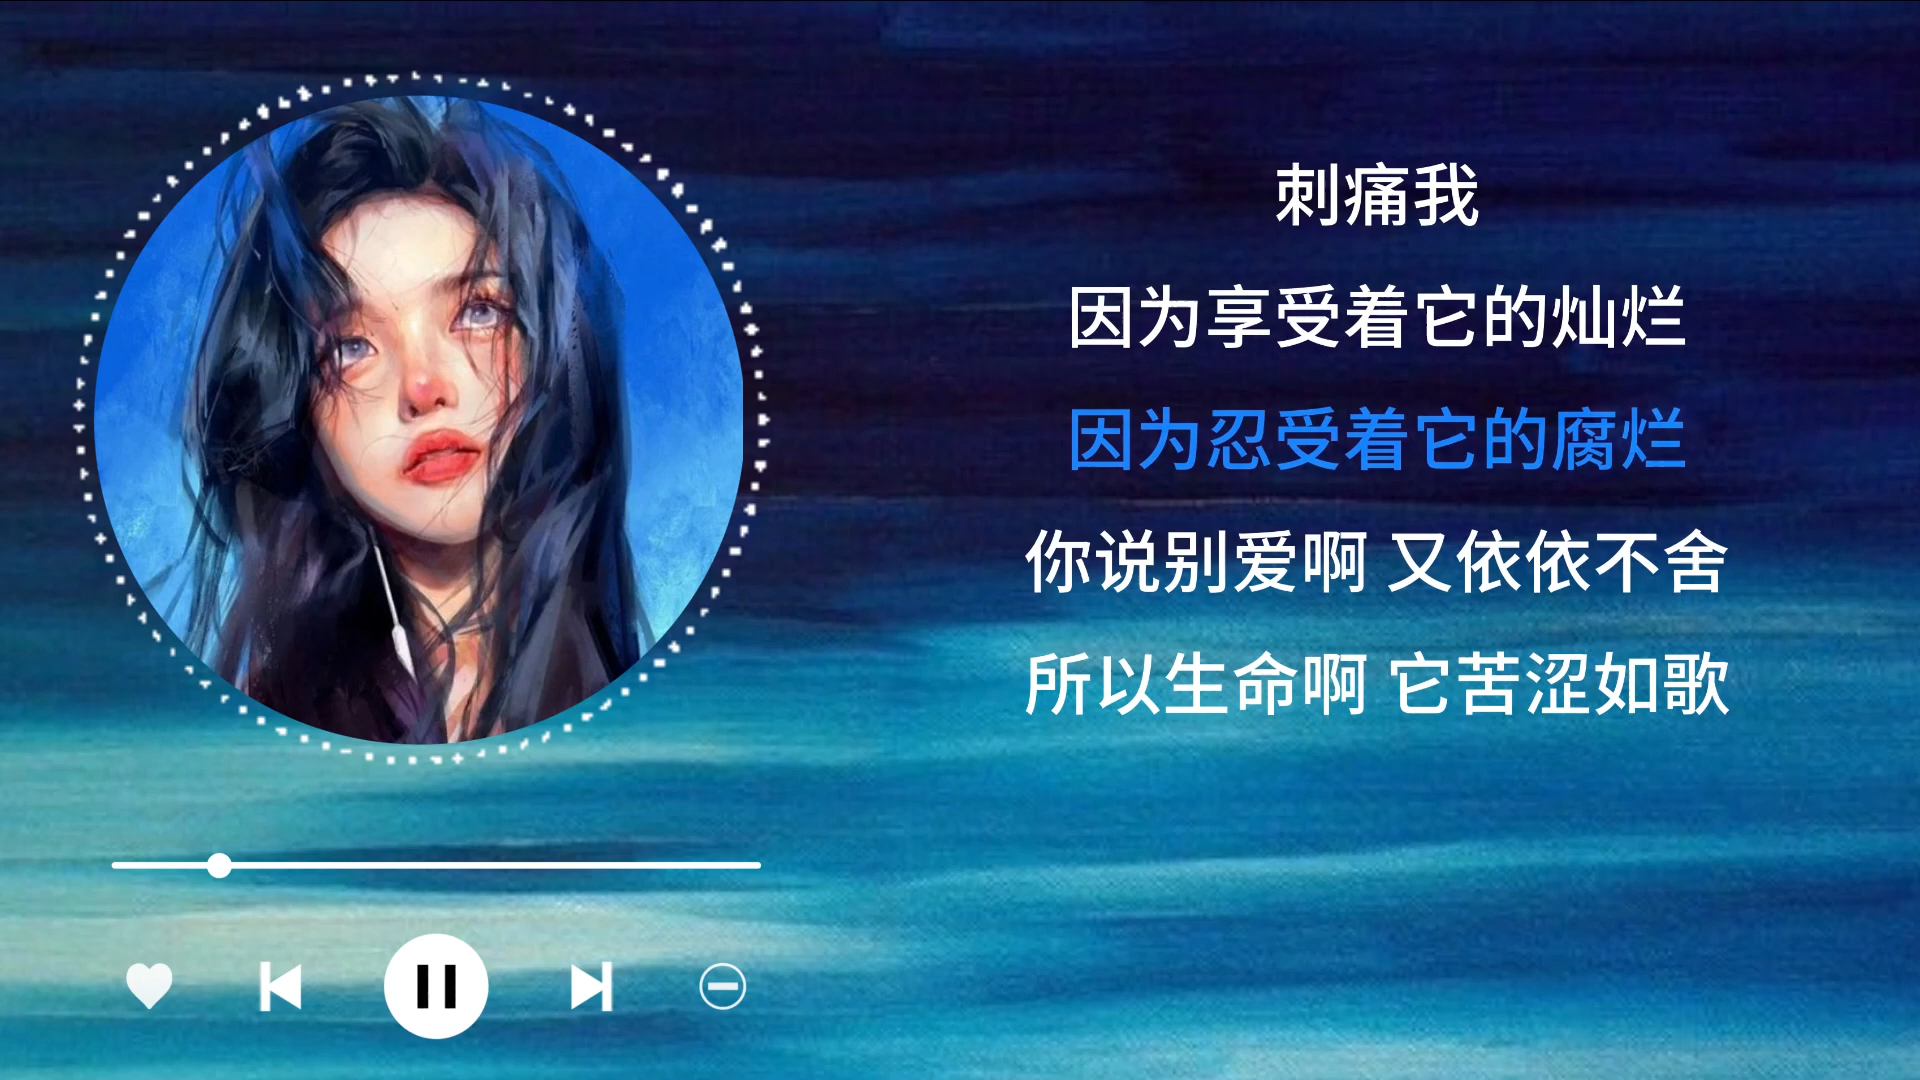 刺痛我
因为享受着它的灿烂
因为忍受着它的腐烂
你说别爱啊 又依依不舍
所以生命啊 它苦涩如歌